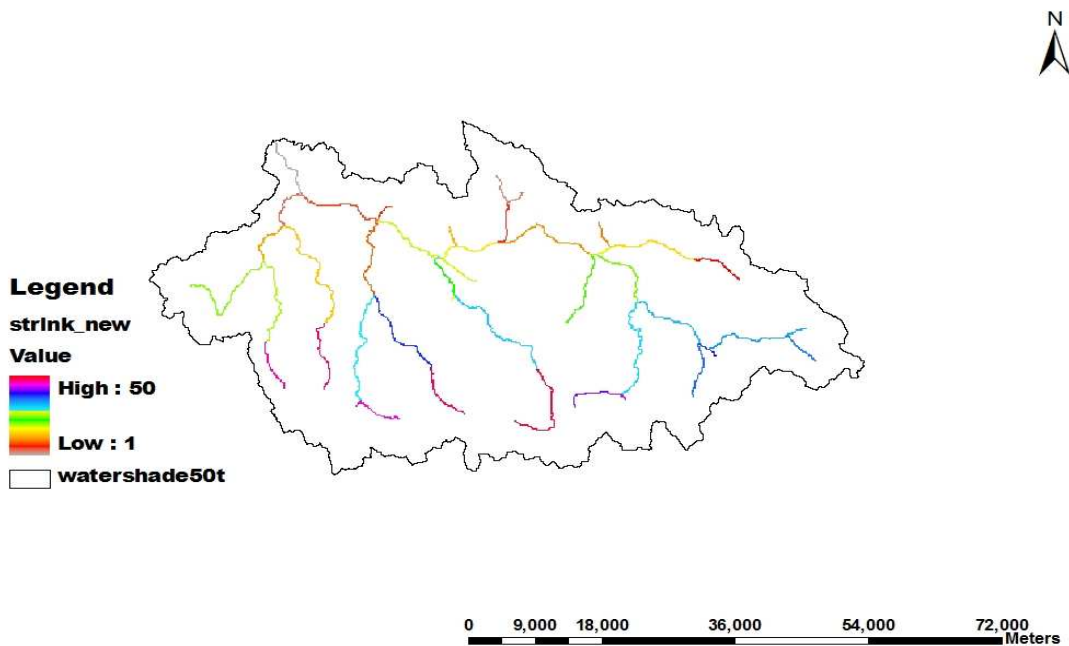 N
Legend
strlnk_new
Value
High : 50
Low : 1
watershade50t
0 9,000 18,000 36,000 54,000 72,000
Meters